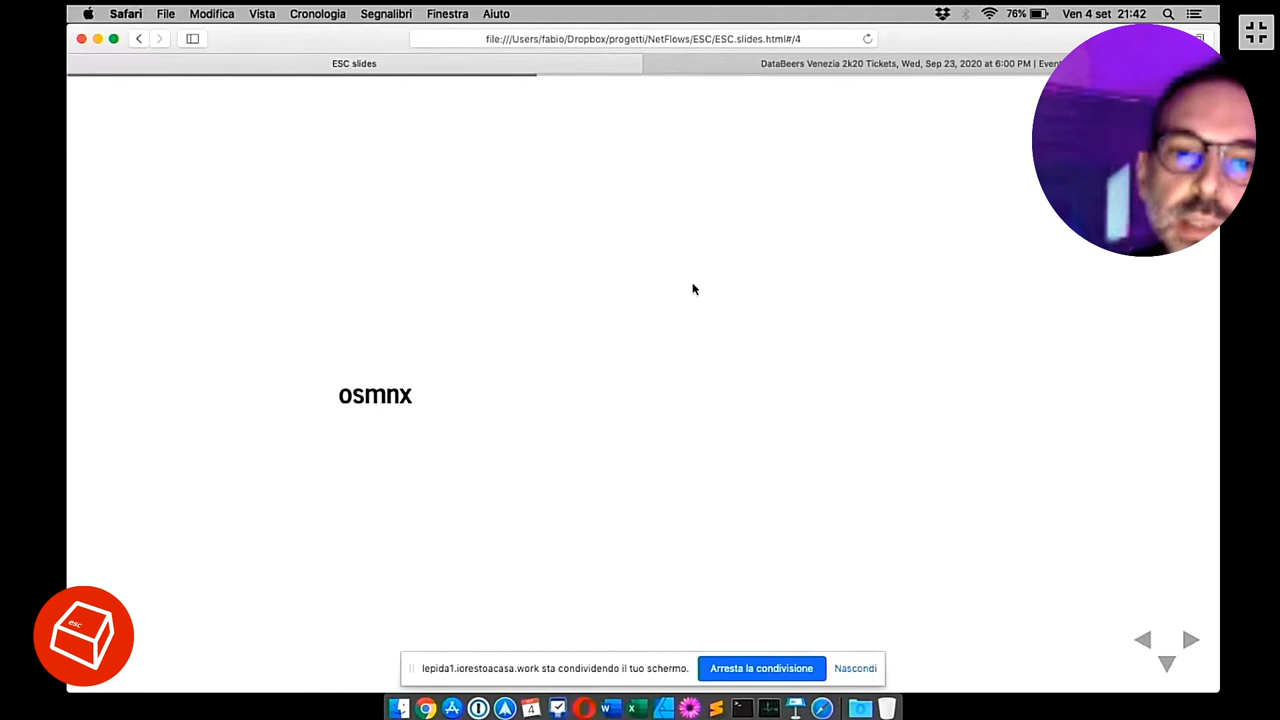 Safari File Modifica Vista Cronologia Segnalibri Finestra Aiuto 76% Ven 4 set 21:42
file:///Users/fabio/Dropbox/progetti/NetFlows/ESC/ESC.slides.html#/4
ESC slides DataBeers Venezia 2k20 Tickets, Wed, Sep 23, 2020 at 6:00 PM | Event
osmnx
esc
lepida1.iorestoacasa.work sta condividendo il tuo schermo. Arresta la condivisione Nascondi